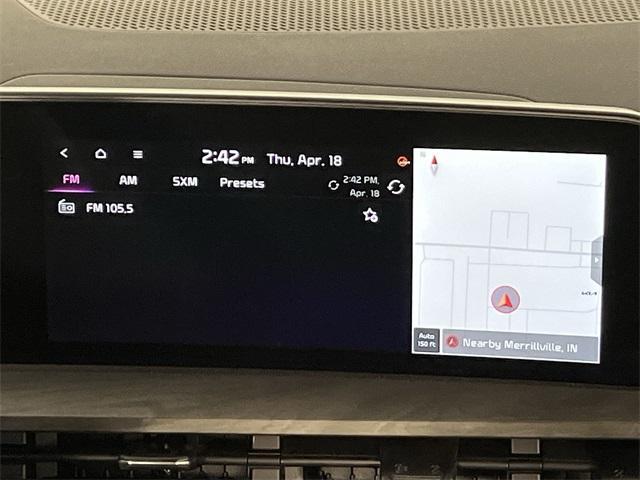 2:42 PM Thu, Apr. 18
FM AM SXM Presets
2:42 PM,
Apr. 18
FM 105.5
Auto
150 ft
Nearby Merrillville, IN